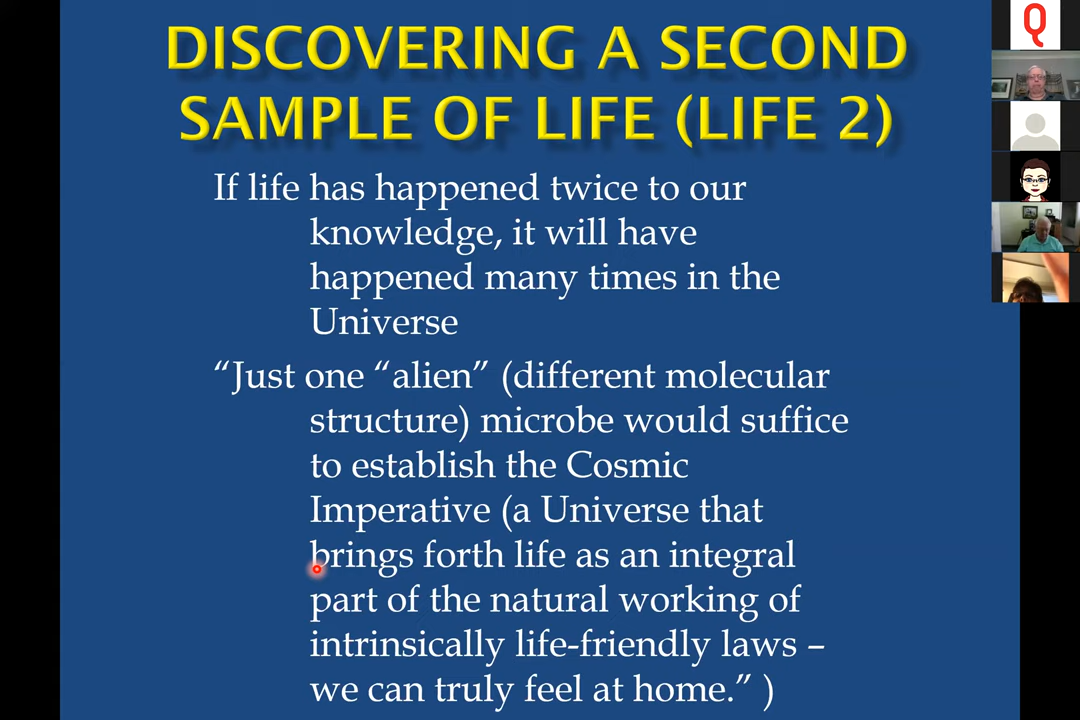 DISCOVERING A SECOND
SAMPLE OF LIFE (LIFE 2)
If life has happened twice to our
knowledge, it will have
happened many times in the
Universe
“Just one “alien” (different molecular
structure) microbe would suffice
to establish the Cosmic
Imperative (a Universe that
brings forth life as an integral
part of the natural working of
intrinsically life-friendly laws –
we can truly feel at home.” )
Q